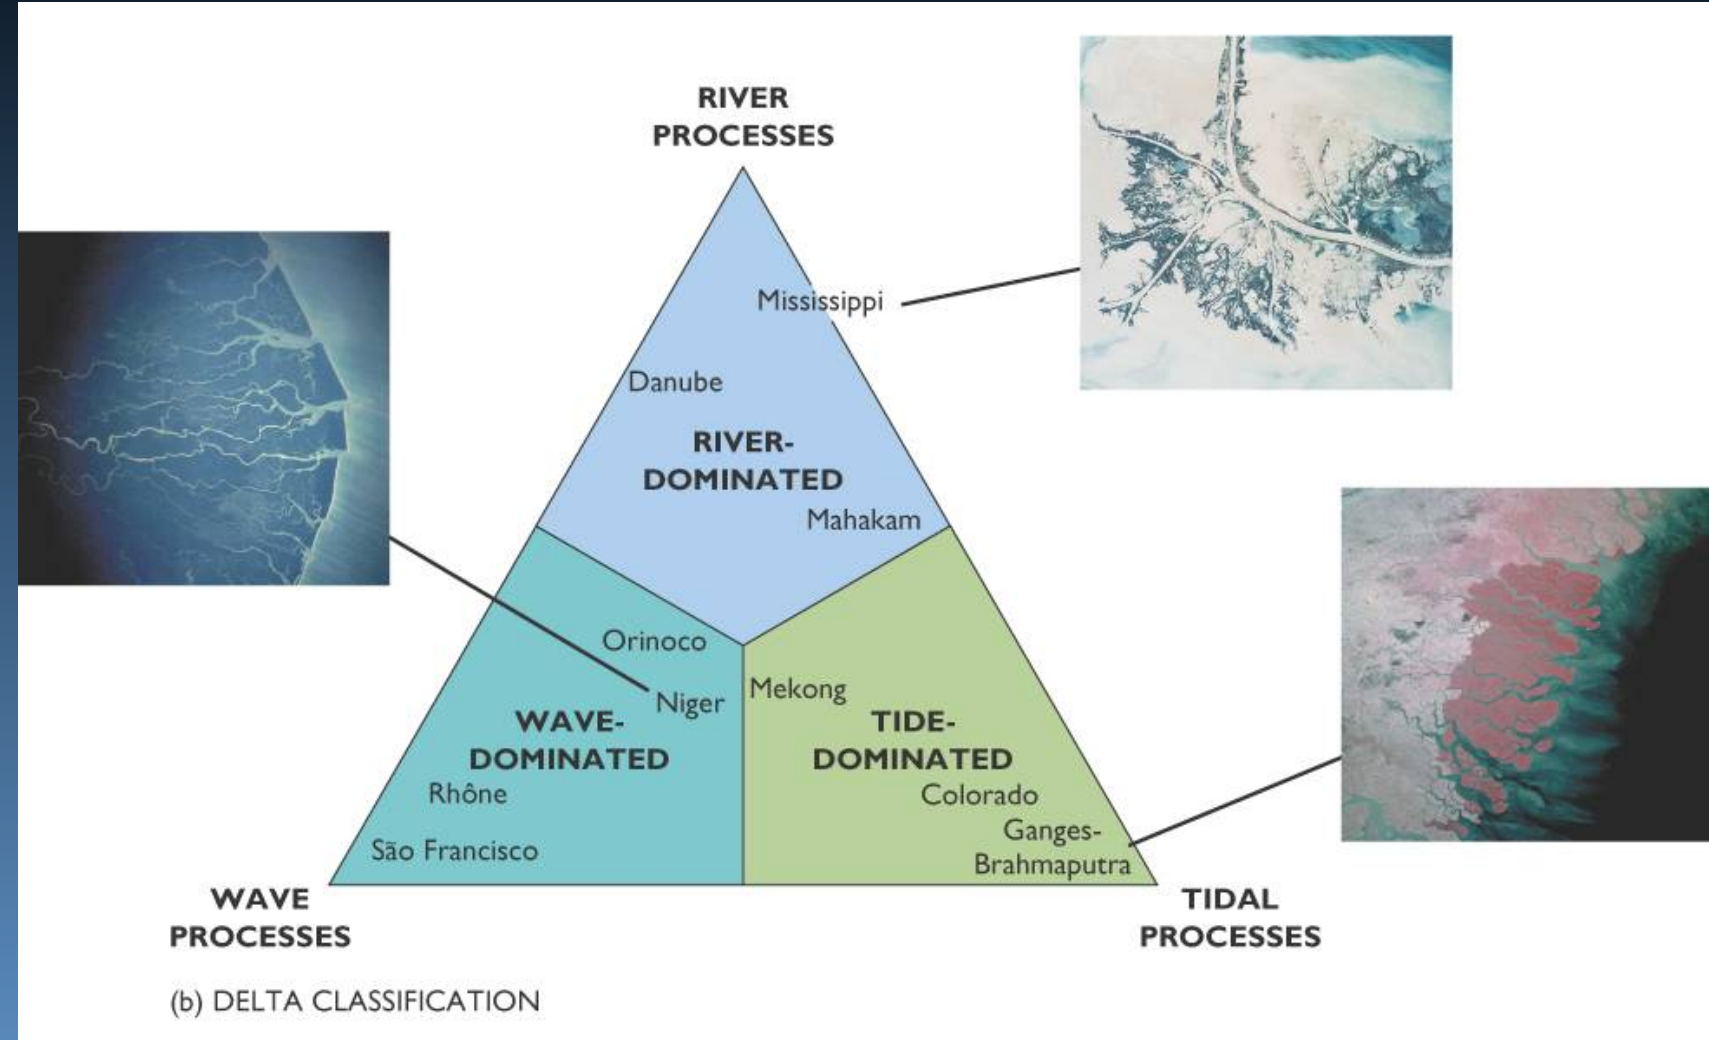 RIVER
PROCESSES
Mississippi
Danube
RIVER-
DOMINATED
Mahakam
Orinoco
Niger
Mekong
WAVE-
DOMINATED
TIDE-
DOMINATED
Rhône
Colorado
Ganges-
Brahmaputra
São Francisco
WAVE
PROCESSES
TIDAL
PROCESSES
(b) DELTA CLASSIFICATION